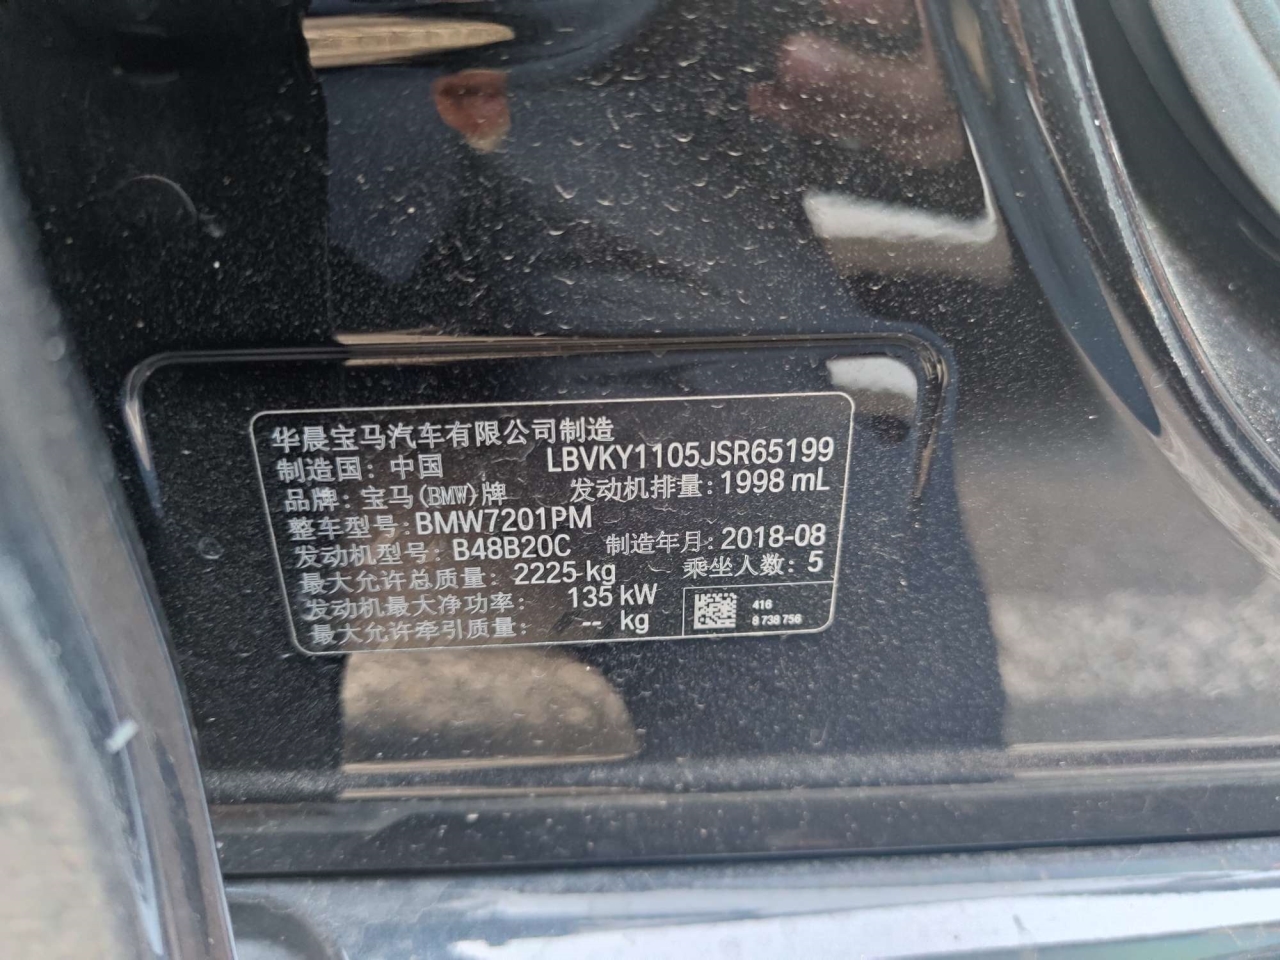 华晨宝马汽车有限公司制造
制造国：中国 LBVKY1105JSR65199
品牌：宝马(BMW)牌 发动机排量：1998 mL
整车型号：BMW7201PM
发动机型号：B48B20C 制造年月：2018-08
最大允许总质量：2225 kg 乘坐人数：5
发动机最大净功率： 135 kW
最大允许牵引质量： -- kg
416
8 738 756